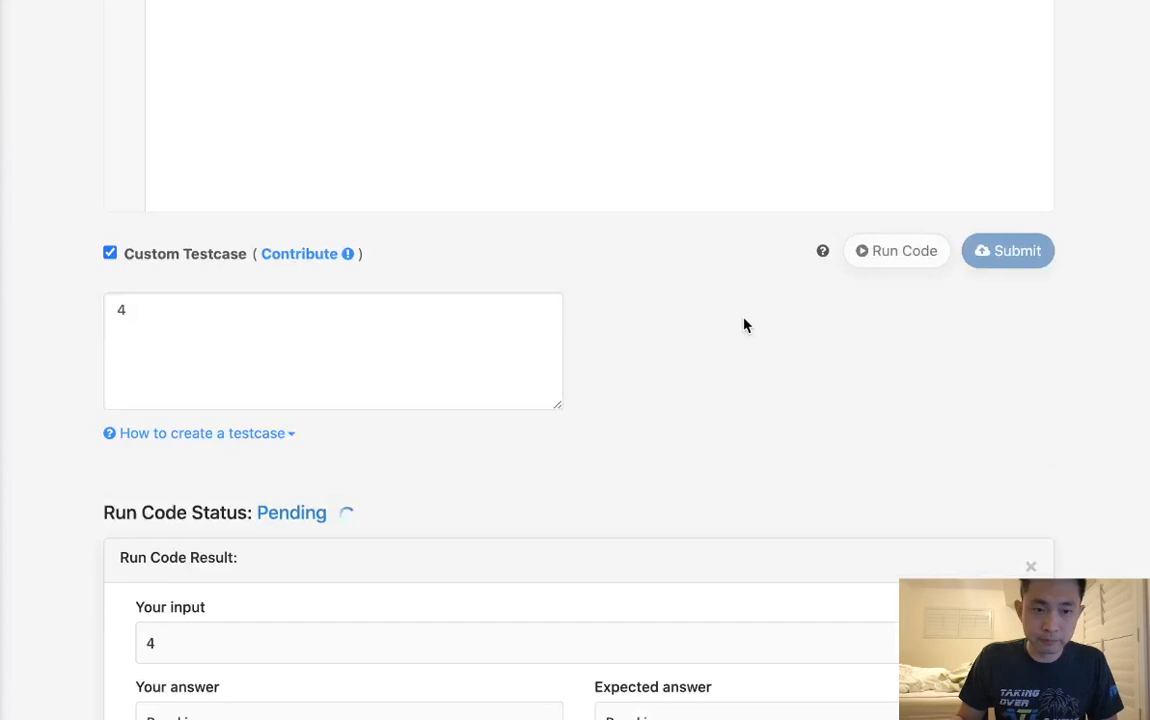 Custom Testcase ( Contribute )
Run Code
Submit
4
How to create a testcase
Run Code Status: Pending
Run Code Result:
×
Your input
4
Your answer
Expected answer
TAKING
OVER